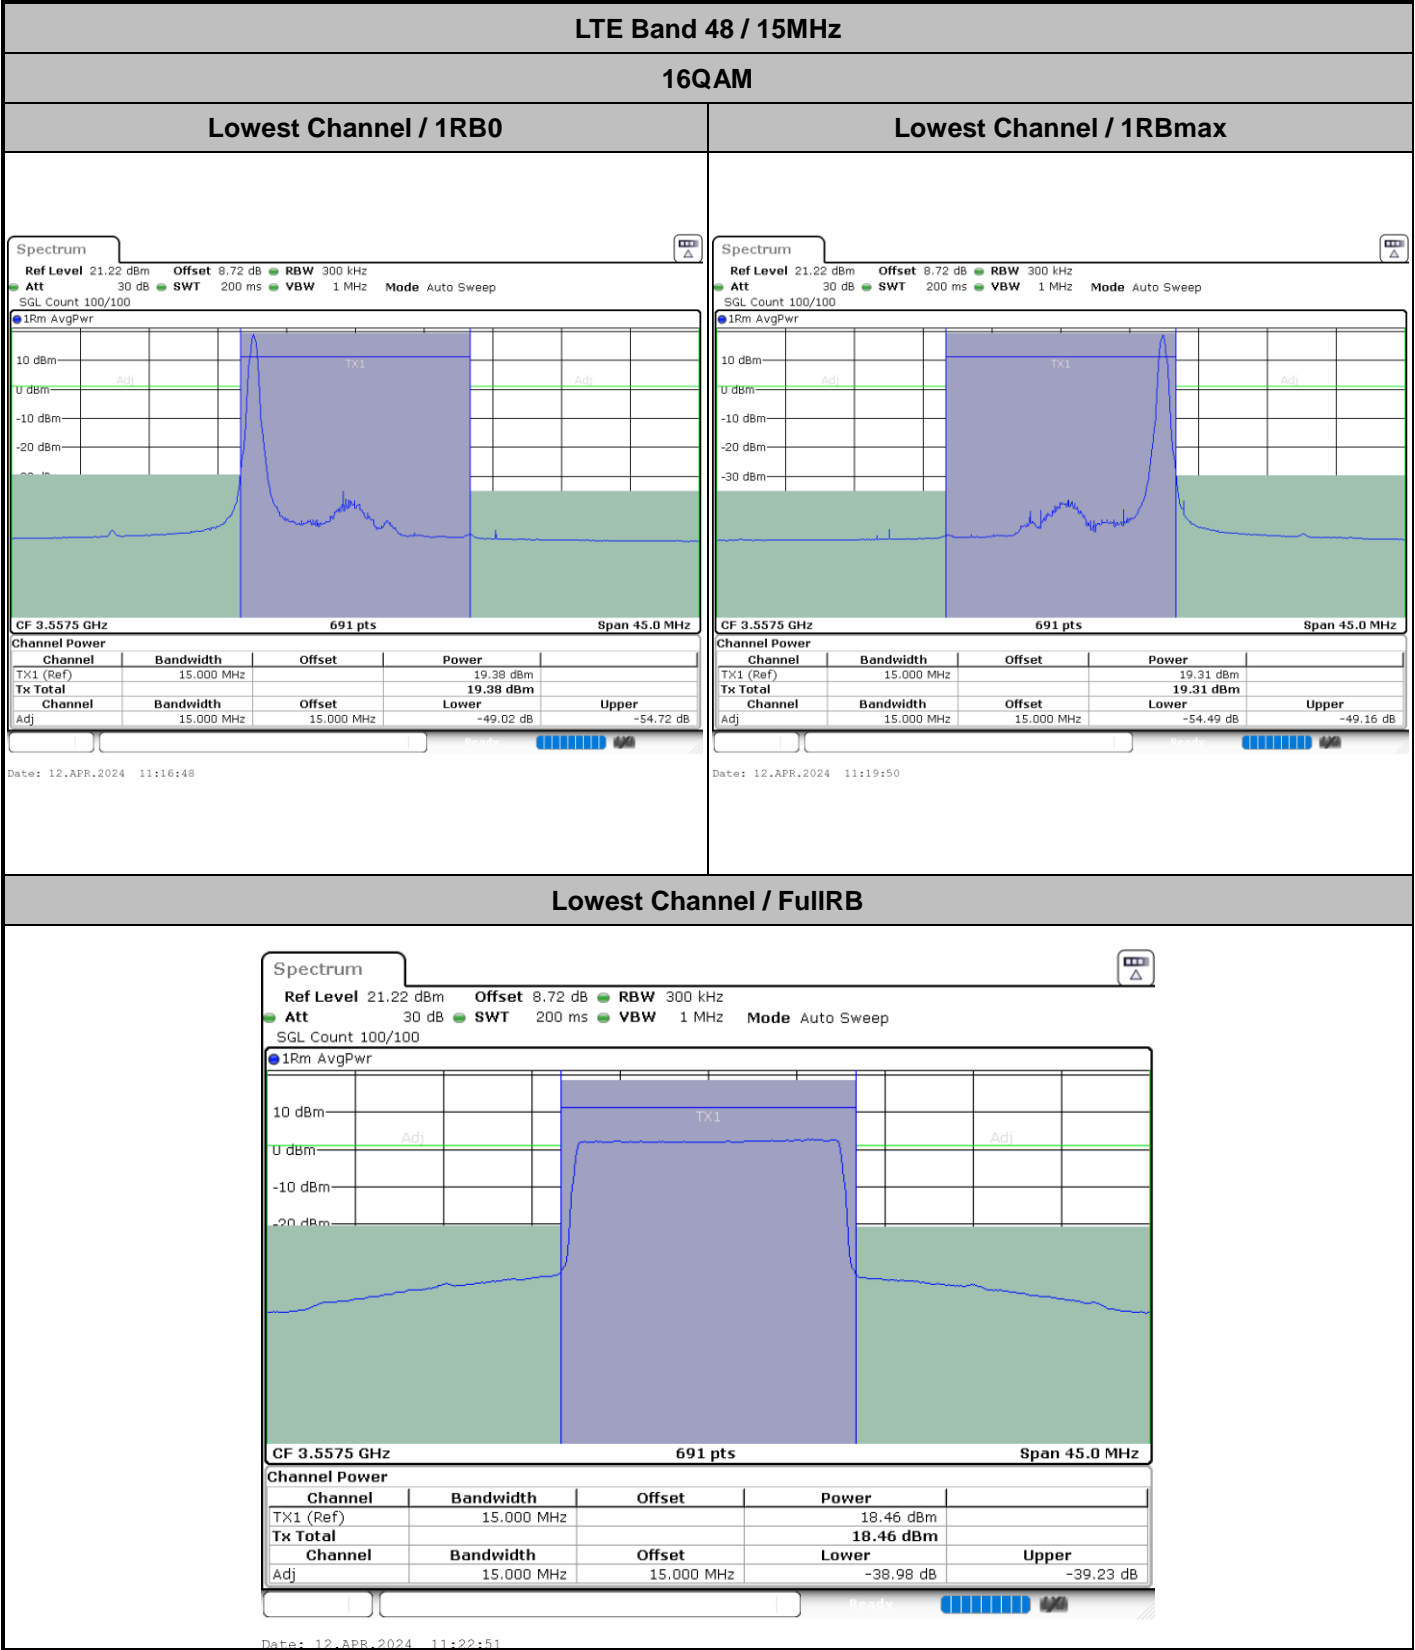 LTE Band 48 / 15MHz
16QAM
Lowest Channel / 1RB0
Lowest Channel / 1RBmax
Spectrum
Ref Level 21.22 dBm Offset 8.72 dB RBW 300 kHz
Att 30 dB SWT 200 ms VBW 1 MHz Mode Auto Sweep
SGL Count 100/100
1Rm AvgPwr
10 dBm
TX1
Adj
Adj
0 dBm
-10 dBm
-20 dBm
CF 3.5575 GHz 691 pts Span 45.0 MHz
Channel Power
Channel Bandwidth Offset Power
TX1 (Ref) 15.000 MHz 19.38 dBm
Tx Total 19.38 dBm
Channel Bandwidth Offset Lower Upper
Adj 15.000 MHz 15.000 MHz -49.02 dB -54.72 dB
Ready
Date: 12.APR.2024 11:16:48
Spectrum
Ref Level 21.22 dBm Offset 8.72 dB RBW 300 kHz
Att 30 dB SWT 200 ms VBW 1 MHz Mode Auto Sweep
SGL Count 100/100
1Rm AvgPwr
10 dBm
TX1
Adj
Adj
0 dBm
-10 dBm
-20 dBm
-30 dBm
CF 3.5575 GHz 691 pts Span 45.0 MHz
Channel Power
Channel Bandwidth Offset Power
TX1 (Ref) 15.000 MHz 19.31 dBm
Tx Total 19.31 dBm
Channel Bandwidth Offset Lower Upper
Adj 15.000 MHz 15.000 MHz -54.49 dB -49.16 dB
Ready
Date: 12.APR.2024 11:19:50
Lowest Channel / FullRB
Spectrum
Ref Level 21.22 dBm Offset 8.72 dB RBW 300 kHz
Att 30 dB SWT 200 ms VBW 1 MHz Mode Auto Sweep
SGL Count 100/100
1Rm AvgPwr
10 dBm
TX1
Adj
Adj
0 dBm
-10 dBm
-20 dBm
CF 3.5575 GHz 691 pts Span 45.0 MHz
Channel Power
Channel Bandwidth Offset Power
TX1 (Ref) 15.000 MHz 18.46 dBm
Tx Total 18.46 dBm
Channel Bandwidth Offset Lower Upper
Adj 15.000 MHz 15.000 MHz -38.98 dB -39.23 dB
Ready
Date: 12.APR.2024 11:22:51